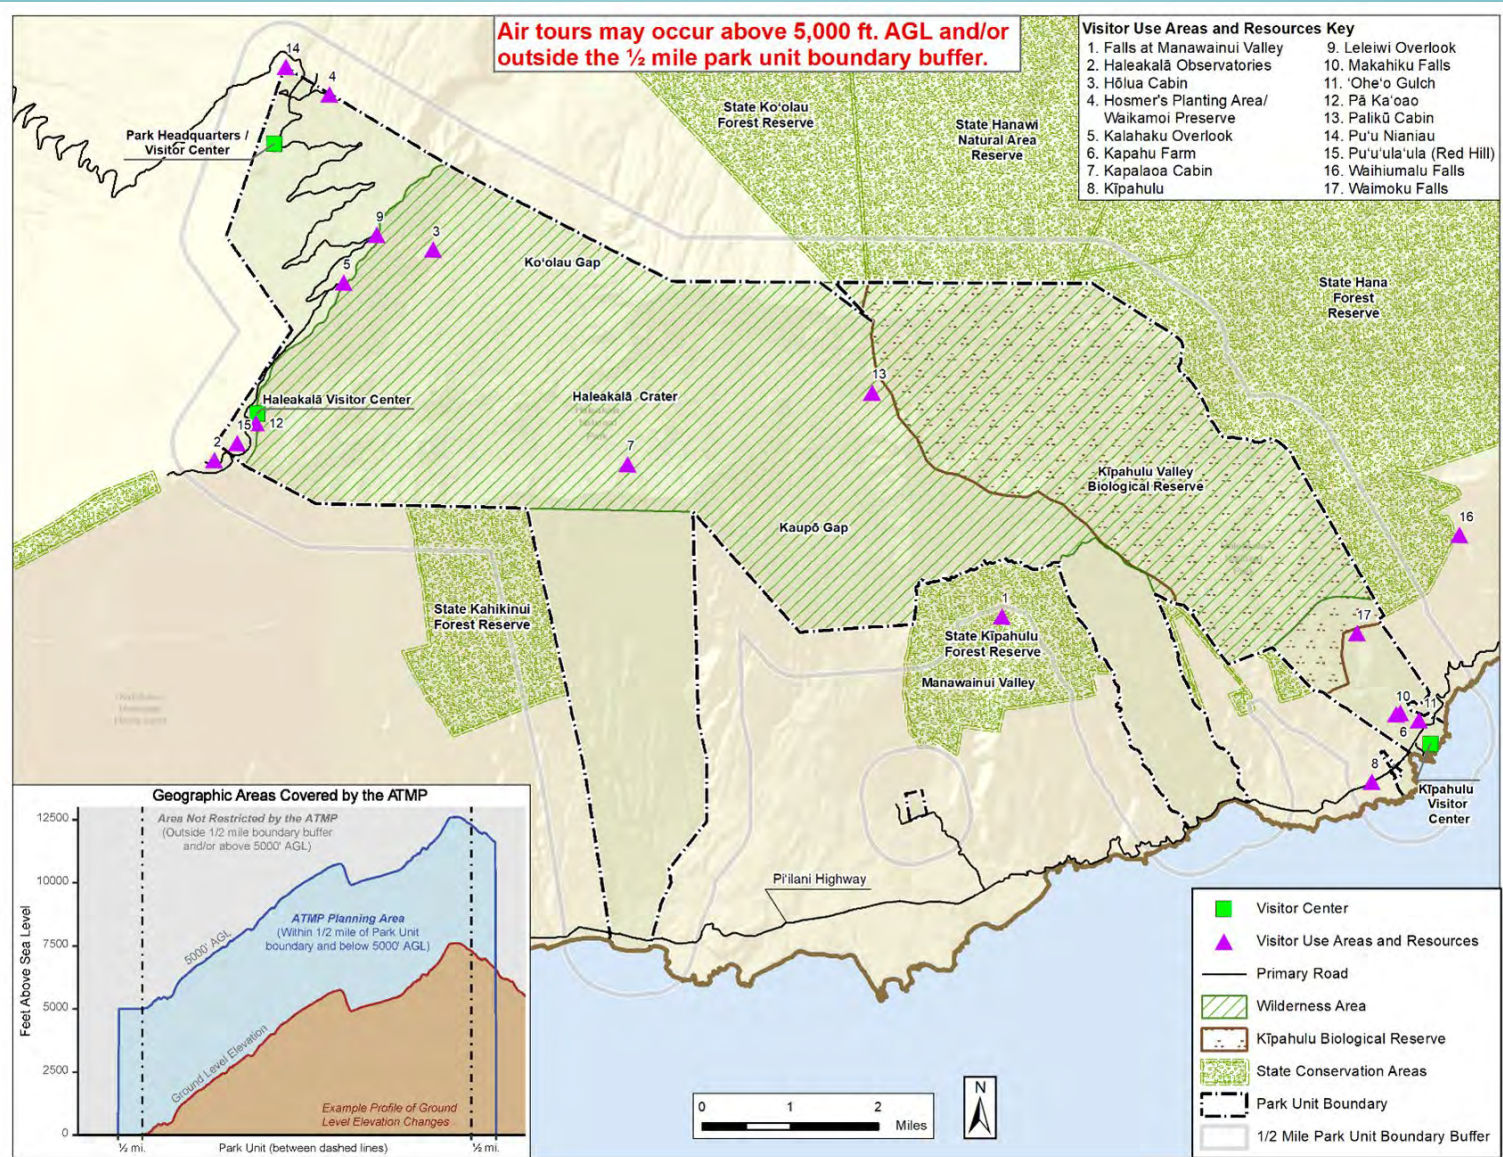 Air tours may occur above 5,000 ft. AGL and/or
outside the ½ mile park unit boundary buffer.
Visitor Use Areas and Resources Key
1. Falls at Manawainui Valley
2. Haleakalā Observatories
3. Hōlua Cabin
4. Hosmer's Planting Area/
Waikamoi Preserve
5. Kalahaku Overlook
6. Kapahu Farm
7. Kapalaoa Cabin
8. Kīpahulu
9. Leleiwi Overlook
10. Makahiku Falls
11. ‘Ohe‘o Gulch
12. Pā Ka‘oao
13. Palikū Cabin
14. Pu‘u Nianiau
15. Pu‘u‘ula‘ula (Red Hill)
16. Waihiumalu Falls
17. Waimoku Falls
14
4
Park Headquarters /
Visitor Center
State Ko‘olau
Forest Reserve
State Hanawi
Natural Area
Reserve
9
3
5
Ko‘olau Gap
State Hana
Forest
Reserve
13
Haleakalā Visitor Center
Haleakalā Crater
Haleakalā
National
Park
15
12
2
7
Kīpahulu Valley
Biological Reserve
16
Kaupō Gap
State Kahikinui
Forest Reserve
1
State Kīpahulu
Forest Reserve
Manawainui Valley
17
10
11
6
8
Kīpahulu
Visitor
Center
Pi‘ilani Highway
Geographic Areas Covered by the ATMP
Area Not Restricted by the ATMP
(Outside 1/2 mile boundary buffer
and/or above 5000' AGL)
ATMP Planning Area
(Within 1/2 mile of Park Unit
boundary and below 5000' AGL)
5000' AGL
Ground Level Elevation
Example Profile of Ground
Level Elevation Changes
Feet Above Sea Level
12500
10000
7500
5000
2500
0
½ mi.
Park Unit (between dashed lines)
½ mi.
0
1
2
Miles
N
Visitor Center
Visitor Use Areas and Resources
Primary Road
Wilderness Area
Kīpahulu Biological Reserve
State Conservation Areas
Park Unit Boundary
1/2 Mile Park Unit Boundary Buffer